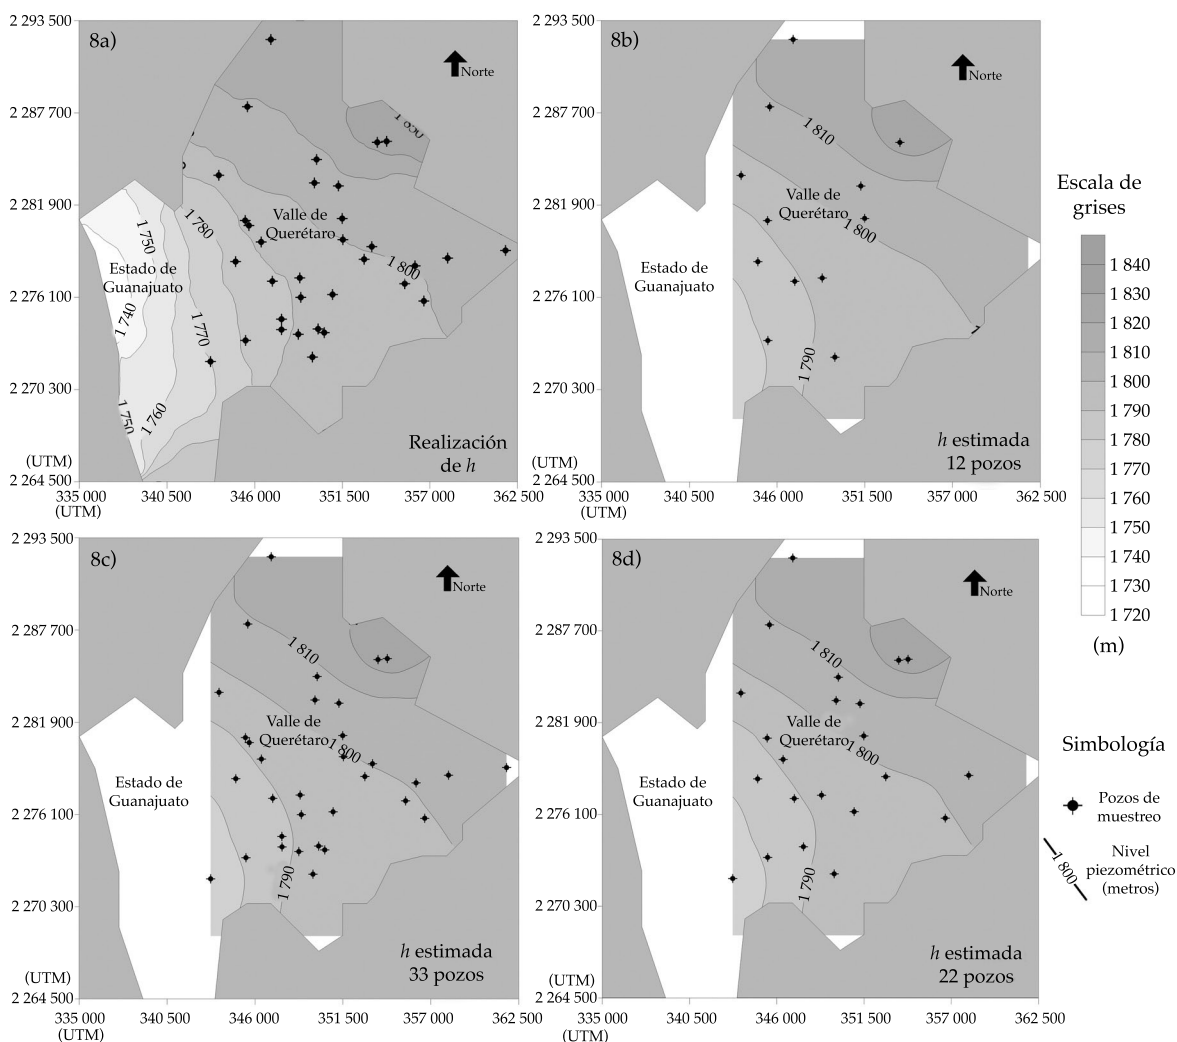 8a)
2 293 500
2 287 700
2 281 900
2 276 100
2 270 300
(UTM)
2 264 500
335 000
340 500
346 000
351 500
357 000
362 500
(UTM)
Norte
1 830
1 750
1 780
Valle de
Querétaro
1 800
Estado de
Guanajuato
1 740
1 770
1 750
1 760
Realización
de h
8b)
2 293 500
2 287 700
2 281 900
2 276 100
2 270 300
(UTM)
2 264 500
335 000
340 500
346 000
351 500
357 000
362 500
(UTM)
Norte
1 810
Valle de
Querétaro
1 800
Estado de
Guanajuato
1 790
h estimada
12 pozos
Escala de
grises
1 840
1 830
1 820
1 810
1 800
1 790
1 780
1 770
1 760
1 750
1 740
1 730
1 720
(m)
8c)
2 293 500
2 287 700
2 281 900
2 276 100
2 270 300
(UTM)
2 264 500
335 000
340 500
346 000
351 500
357 000
362 500
(UTM)
Norte
1 810
Valle de
Querétaro
1 800
Estado de
Guanajuato
1 790
h estimada
33 pozos
8d)
2 293 500
2 287 700
2 281 900
2 276 100
2 270 300
(UTM)
2 264 500
335 000
340 500
346 000
351 500
357 000
362 500
(UTM)
Norte
1 810
Valle de
Querétaro
1 800
Estado de
Guanajuato
1 790
h estimada
22 pozos
Simbología
Pozos de
muestreo
1 800
Nivel
piezométrico
(metros)